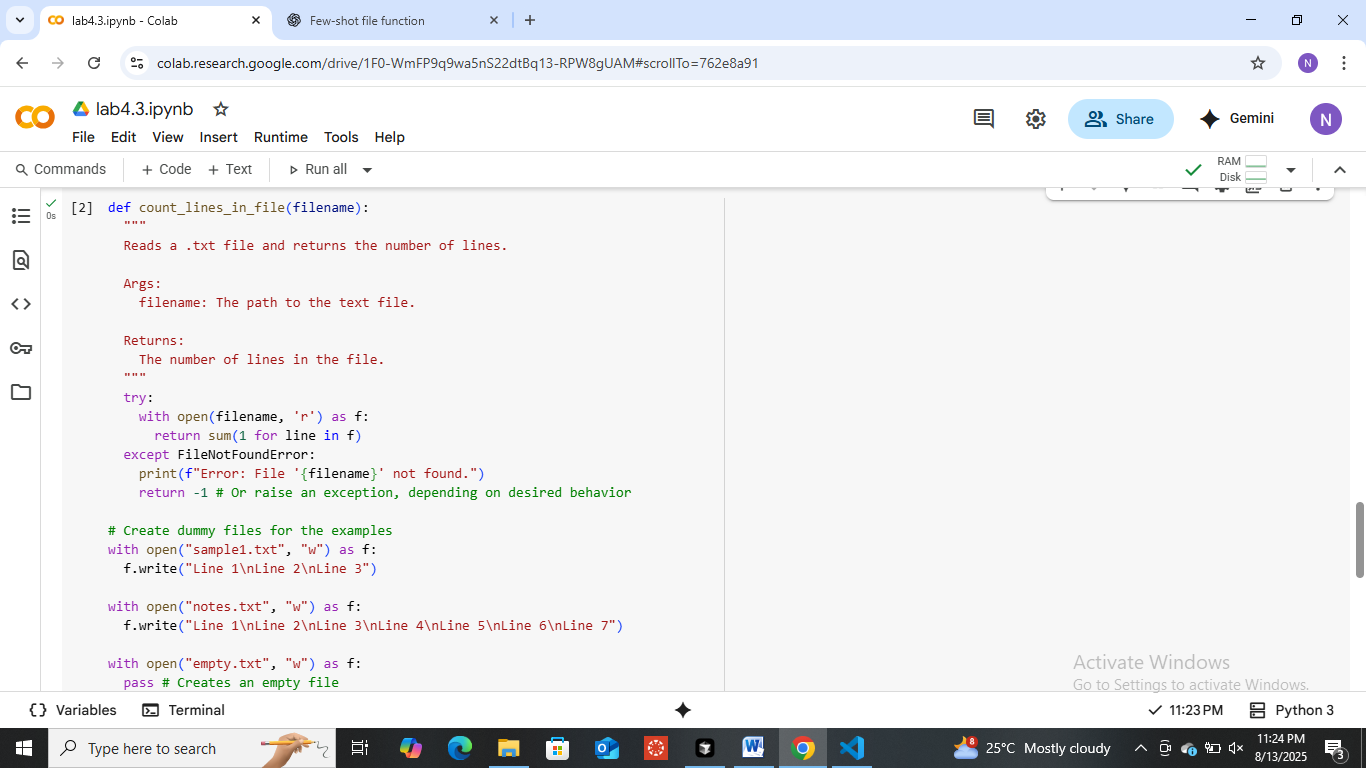 lab4.3.ipynb - Colab
Few-shot file function
colab.research.google.com/drive/1F0-WmFP9q9wa5nS22dtBq13-RPW8gUAM#scrollTo=762e8a91
N
lab4.3.ipynb
File Edit View Insert Runtime Tools Help
Share
Gemini
N
Commands + Code + Text Run all
RAM
Disk
0s
[2] def count_lines_in_file(filename):
"""
Reads a .txt file and returns the number of lines.
Args:
filename: The path to the text file.
Returns:
The number of lines in the file.
"""
try:
with open(filename, 'r') as f:
return sum(1 for line in f)
except FileNotFoundError:
print(f"Error: File '{filename}' not found.")
return -1 # Or raise an exception, depending on desired behavior
# Create dummy files for the examples
with open("sample1.txt", "w") as f:
f.write("Line 1\nLine 2\nLine 3")
with open("notes.txt", "w") as f:
f.write("Line 1\nLine 2\nLine 3\nLine 4\nLine 5\nLine 6\nLine 7")
with open("empty.txt", "w") as f:
pass # Creates an empty file
Activate Windows
Go to Settings to activate Windows.
Variables Terminal
11:23 PM
Python 3
Type here to search
8
25°C Mostly cloudy
11:24 PM
8/13/2025
3